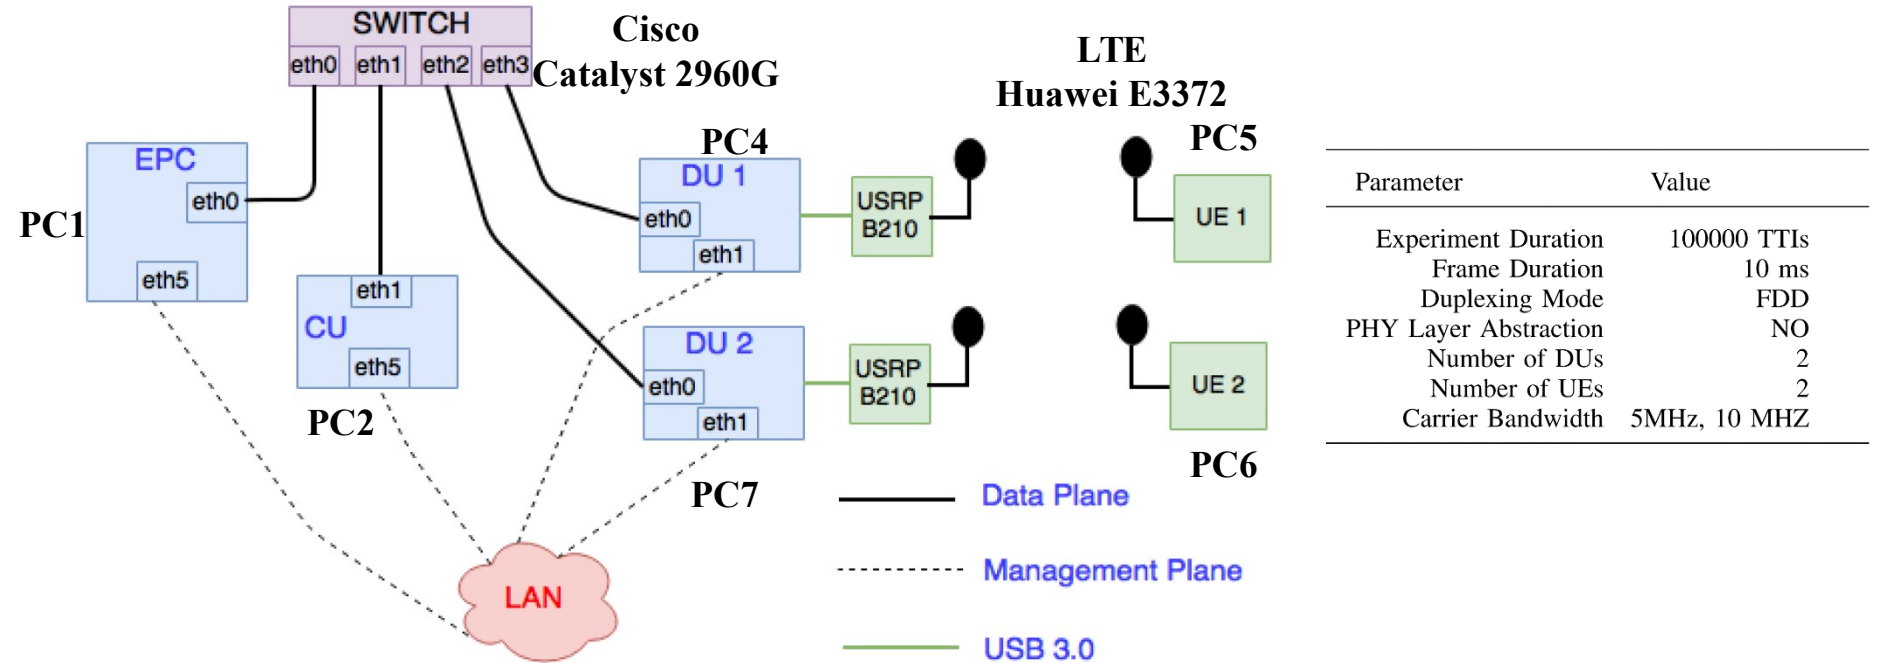 SWITCH
eth0 eth1 eth2 eth3
Cisco
Catalyst 2960G
LTE
Huawei E3372
PC1
EPC
eth0
eth5
eth1
CU
eth5
PC2
PC4
DU 1
eth0
eth1
USRP
B210
PC5
UE 1
DU 2
eth0
eth1
PC7
USRP
B210
UE 2
PC6
LAN
Data Plane
Management Plane
USB 3.0
Parameter Value
Experiment Duration 100000 TTIs
Frame Duration 10 ms
Duplexing Mode FDD
PHY Layer Abstraction NO
Number of DUs 2
Number of UEs 2
Carrier Bandwidth 5MHz, 10 MHZ